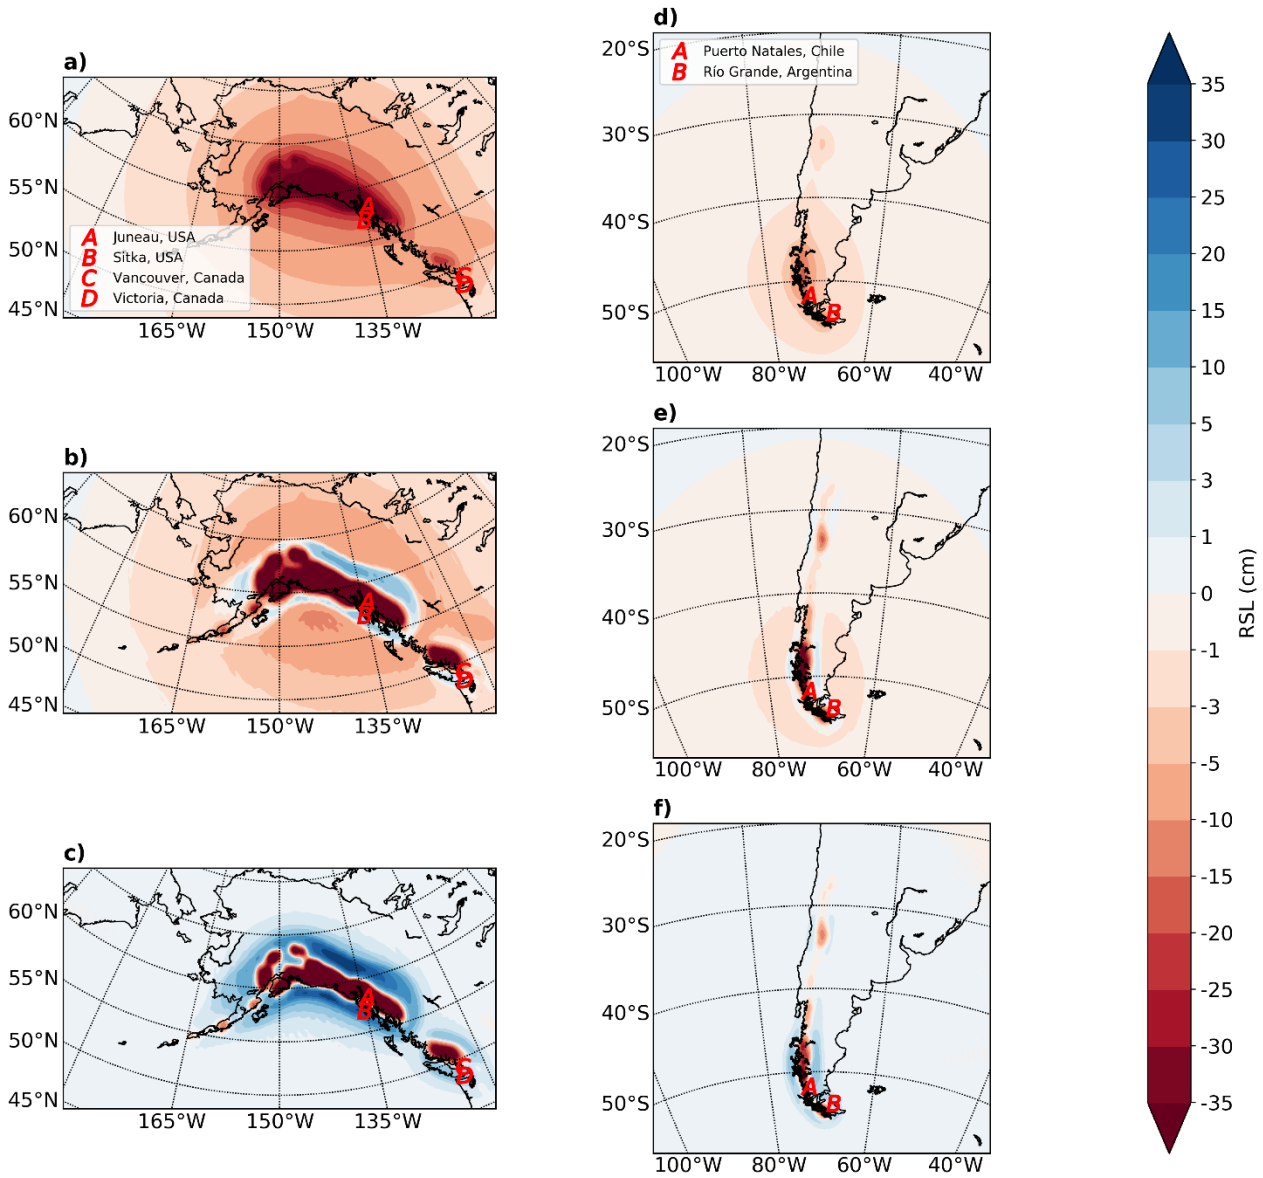 a)
60°N
55°N
50°N
45°N
A Juneau, USA
B Sitka, USA
C Vancouver, Canada
D Victoria, Canada
A
B
C
D
165°W 150°W 135°W
b)
60°N
55°N
50°N
45°N
A
B
C
D
165°W 150°W 135°W
c)
60°N
55°N
50°N
45°N
A
B
C
D
165°W 150°W 135°W
d)
20°S
30°S
40°S
50°S
A Puerto Natales, Chile
B Río Grande, Argentina
A
B
100°W 80°W 60°W 40°W
e)
20°S
30°S
40°S
50°S
A
B
100°W 80°W 60°W 40°W
f)
20°S
30°S
40°S
50°S
A
B
100°W 80°W 60°W 40°W
35
30
25
20
15
10
5
3
1
0
-1
-3
-5
-10
-15
-20
-25
-30
-35
RSL (cm)